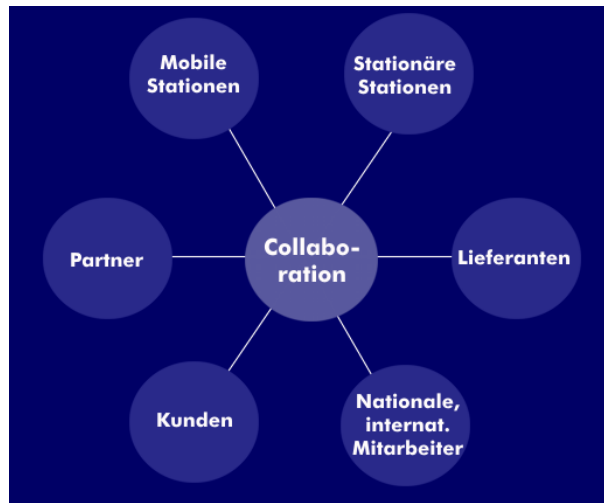 Mobile
Stationen
Stationäre
Stationen
Partner
Collabo-
ration
Lieferanten
Kunden
Nationale,
internat.
Mitarbeiter